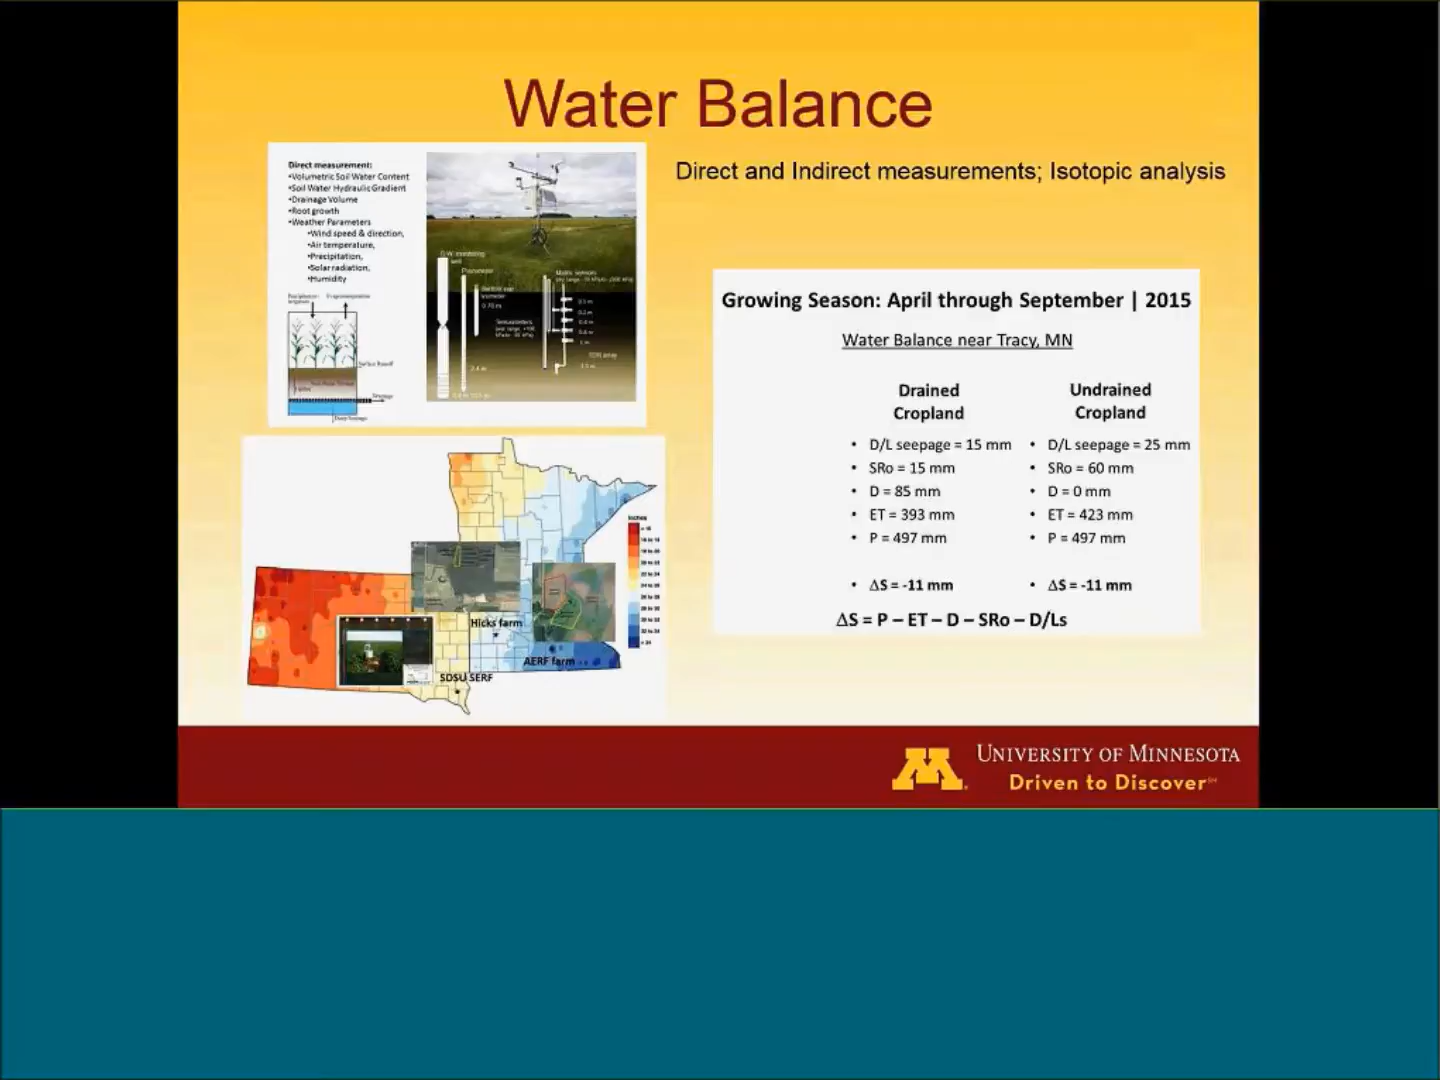 Water Balance
Direct and Indirect measurements; Isotopic analysis
Direct measurement:
•Volumetric Soil Water Content
•Soil Water Hydraulic Gradient
•Drainage Volume
•Root growth
•Weather Parameters
•Wind speed & direction,
•Air temperature,
•Precipitation,
•Solar radiation,
•Humidity
Growing Season: April through September | 2015
Water Balance near Tracy, MN
Drained
Cropland
• D/L seepage = 15 mm
• SRo = 15 mm
• D = 85 mm
• ET = 393 mm
• P = 497 mm
• ΔS = -11 mm
Undrained
Cropland
• D/L seepage = 25 mm
• SRo = 60 mm
• D = 0 mm
• ET = 423 mm
• P = 497 mm
• ΔS = -11 mm
ΔS = P – ET – D – SRo – D/Ls
Inches
Hicks farm
AERF farm
SDSU SERF
M
UNIVERSITY OF MINNESOTA
Driven to Discover℠